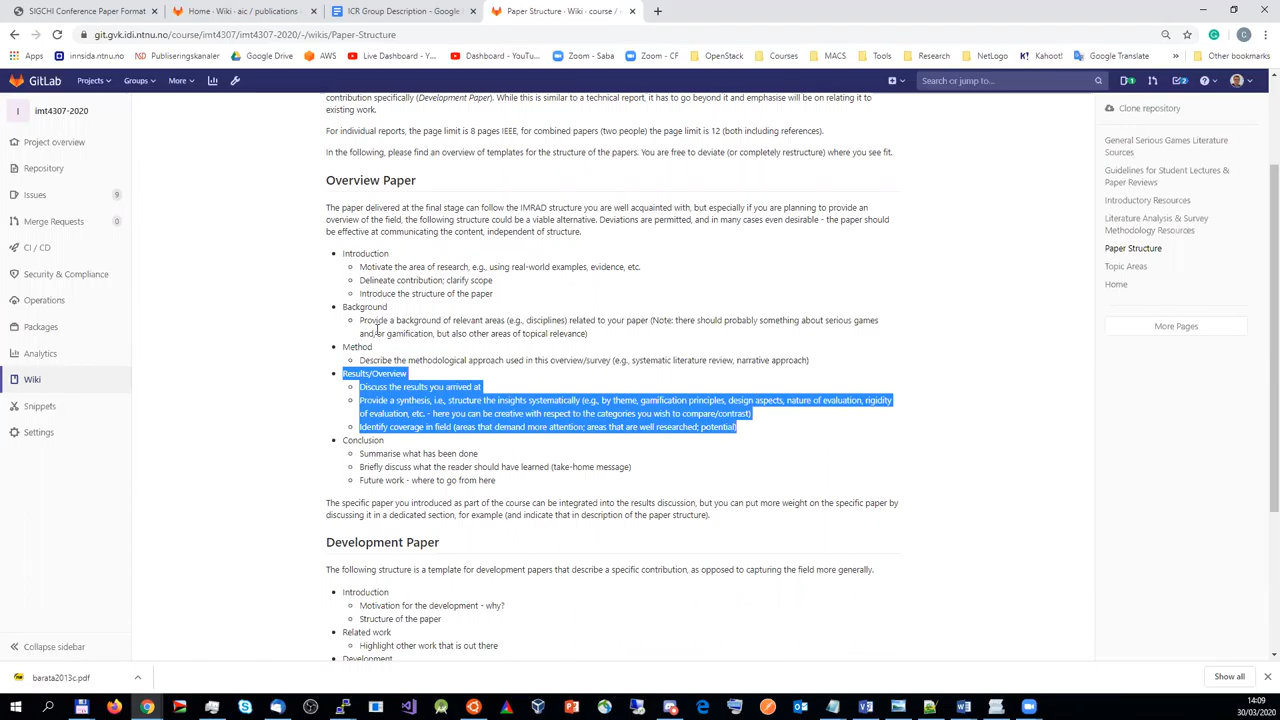 SIGCHI Conference Paper Format
Home · Wiki · aic / publications
ICR Group Description - Google
Paper Structure · Wiki · course / i
git.gvk.idi.ntnu.no/course/imt4307/imt4307-2020/-/wikis/Paper-Structure
Apps
innsida.ntnu.no
Publiseringskanaler
Google Drive
AWS
Live Dashboard - Y...
Dashboard - YouTu...
Zoom - Saba
Zoom - CF
OpenStack
Courses
MACS
Tools
Research
NetLogo
Kahoot!
Google Translate
Other bookmarks
GitLab
Projects
Groups
More
Search or jump to...
I
imt4307-2020
Project overview
Repository
Issues
9
Merge Requests
0
CI / CD
Security & Compliance
Operations
Packages
Analytics
Wiki
Snippets
Settings
Collapse sidebar
contribution specifically (Development Paper). While this is similar to a technical report, it has to go beyond it and emphasise will be on relating it to
existing work.
For individual reports, the page limit is 8 pages IEEE, for combined papers (two people) the page limit is 12 (both including references).
In the following, please find an overview of templates for the structure of the papers. You are free to deviate (or completely restructure) where you see fit.
Overview Paper
The paper delivered at the final stage can follow the IMRAD structure you are well acquainted with, but especially if you are planning to provide an
overview of the field, the following structure could be a viable alternative. Deviations are permitted, and in many cases even desirable - the paper should
be effective at communicating the content, independent of structure.
Introduction
Motivate the area of research, e.g., using real-world examples, evidence, etc.
Delineate contribution; clarify scope
Introduce the structure of the paper
Background
Provide a background of relevant areas (e.g., disciplines) related to your paper (Note: there should probably something about serious games
and/or gamification, but also other areas of topical relevance)
Method
Describe the methodological approach used in this overview/survey (e.g., systematic literature review, narrative approach)
Results/Overview
Discuss the results you arrived at
Provide a synthesis, i.e., structure the insights systematically (e.g., by theme, gamification principles, design aspects, nature of evaluation, rigidity
of evaluation, etc. - here you can be creative with respect to the categories you wish to compare/contrast)
Identify coverage in field (areas that demand more attention; areas that are well researched; potential)
Conclusion
Summarise what has been done
Briefly discuss what the reader should have learned (take-home message)
Future work - where to go from here
The specific paper you introduced as part of the course can be integrated into the results discussion, but you can put more weight on the specific paper by
discussing it in a dedicated section, for example (and indicate that in description of the paper structure).
Development Paper
The following structure is a template for development papers that describe a specific contribution, as opposed to capturing the field more generally.
Introduction
Motivation for the development - why?
Structure of the paper
Related work
Highlight other work that is out there
Development
Clone repository
General Serious Games Literature
Sources
Guidelines for Student Lectures &
Paper Reviews
Introductory Resources
Literature Analysis & Survey
Methodology Resources
Paper Structure
Topic Areas
Home
More Pages
barata2013c.pdf
Show all
14:09
30/03/2020